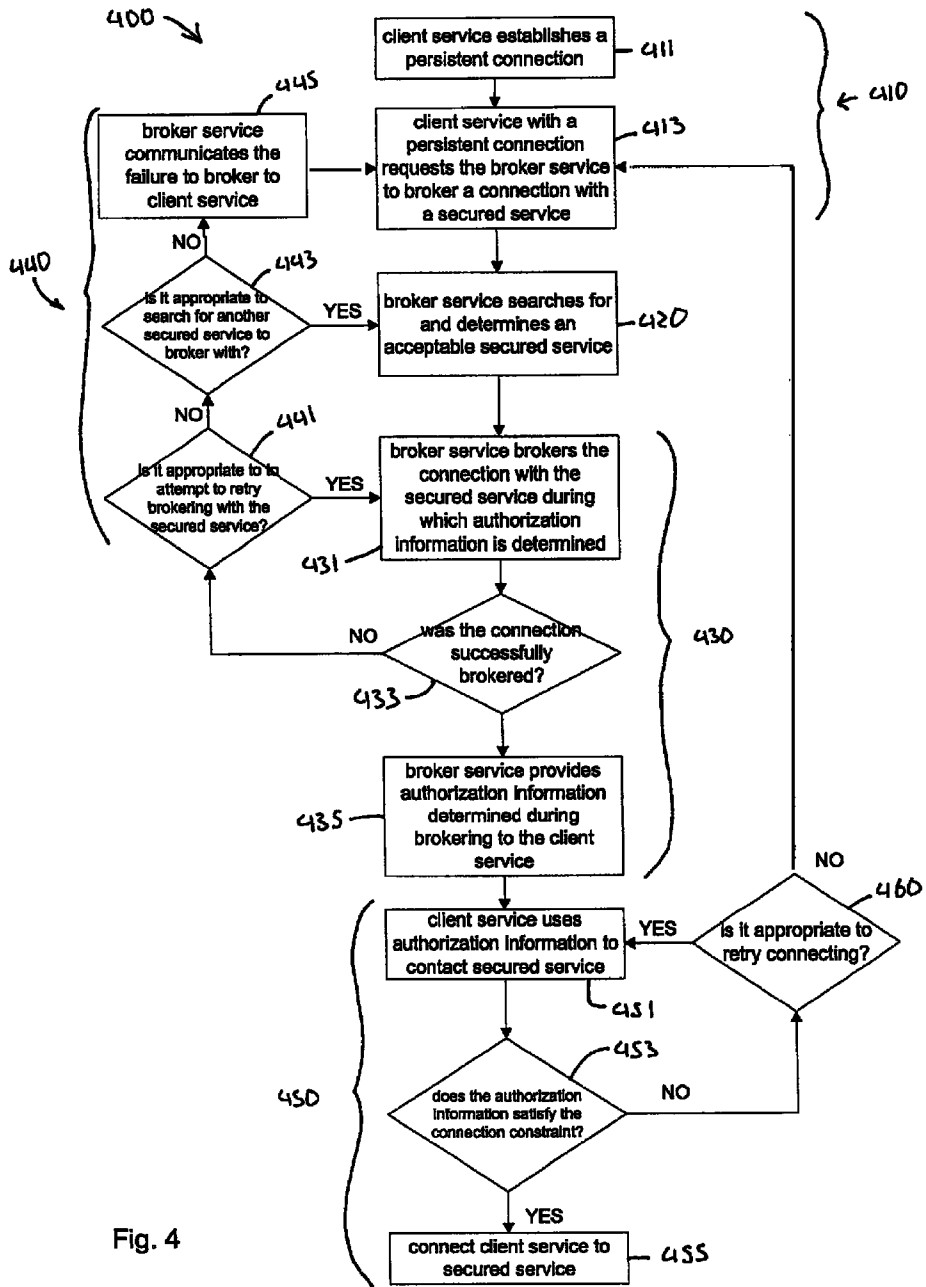 400
client service establishes a
persistent connection
411
410
445
broker service
communicates the
failure to broker to
client service
client service with a
persistent connection
requests the broker service
to broker a connection with
a secured service
413
NO
440
443
is it appropriate to
search for another
secured service to
broker with?
YES
broker service searches for
and determines an
acceptable secured service
420
NO
441
is it appropriate to to
attempt to retry
brokering with the
secured service?
YES
broker service brokers the
connection with the
secured service during
which authorization
information is determined
431
430
NO
was the connection
successfully
brokered?
433
broker service provides
authorization information
determined during
brokering to the client
service
435
NO
460
is it appropriate to
retry connecting?
YES
client service uses
authorization information to
contact secured service
451
453
450
does the authorization
information satisfy the
connection constraint?
NO
YES
connect client service to
secured service
455
Fig. 4